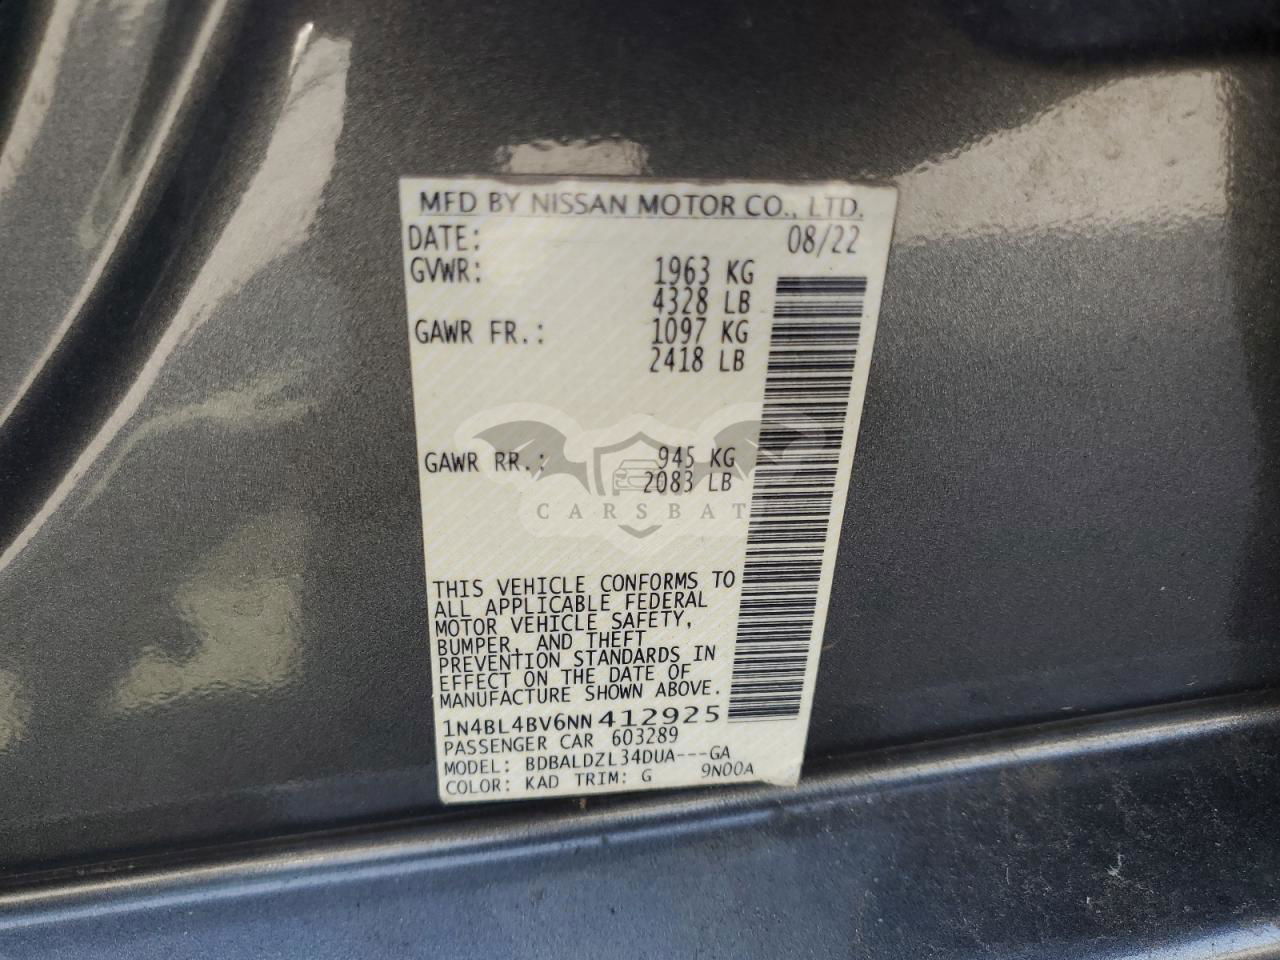 MFD BY NISSAN MOTOR CO., LTD.
DATE: 08/22
GVWR: 1963 KG
4328 LB
GAWR FR.: 1097 KG
2418 LB
GAWR RR.: 945 KG
2083 LB
CARSBAT
THIS VEHICLE CONFORMS TO
ALL APPLICABLE FEDERAL
MOTOR VEHICLE SAFETY,
BUMPER, AND THEFT
PREVENTION STANDARDS IN
EFFECT ON THE DATE OF
MANUFACTURE SHOWN ABOVE.
1N4BL4BV6NN412925
PASSENGER CAR 603289
MODEL: BDBALDZL34DUA---GA
COLOR: KAD TRIM: G 9N00A